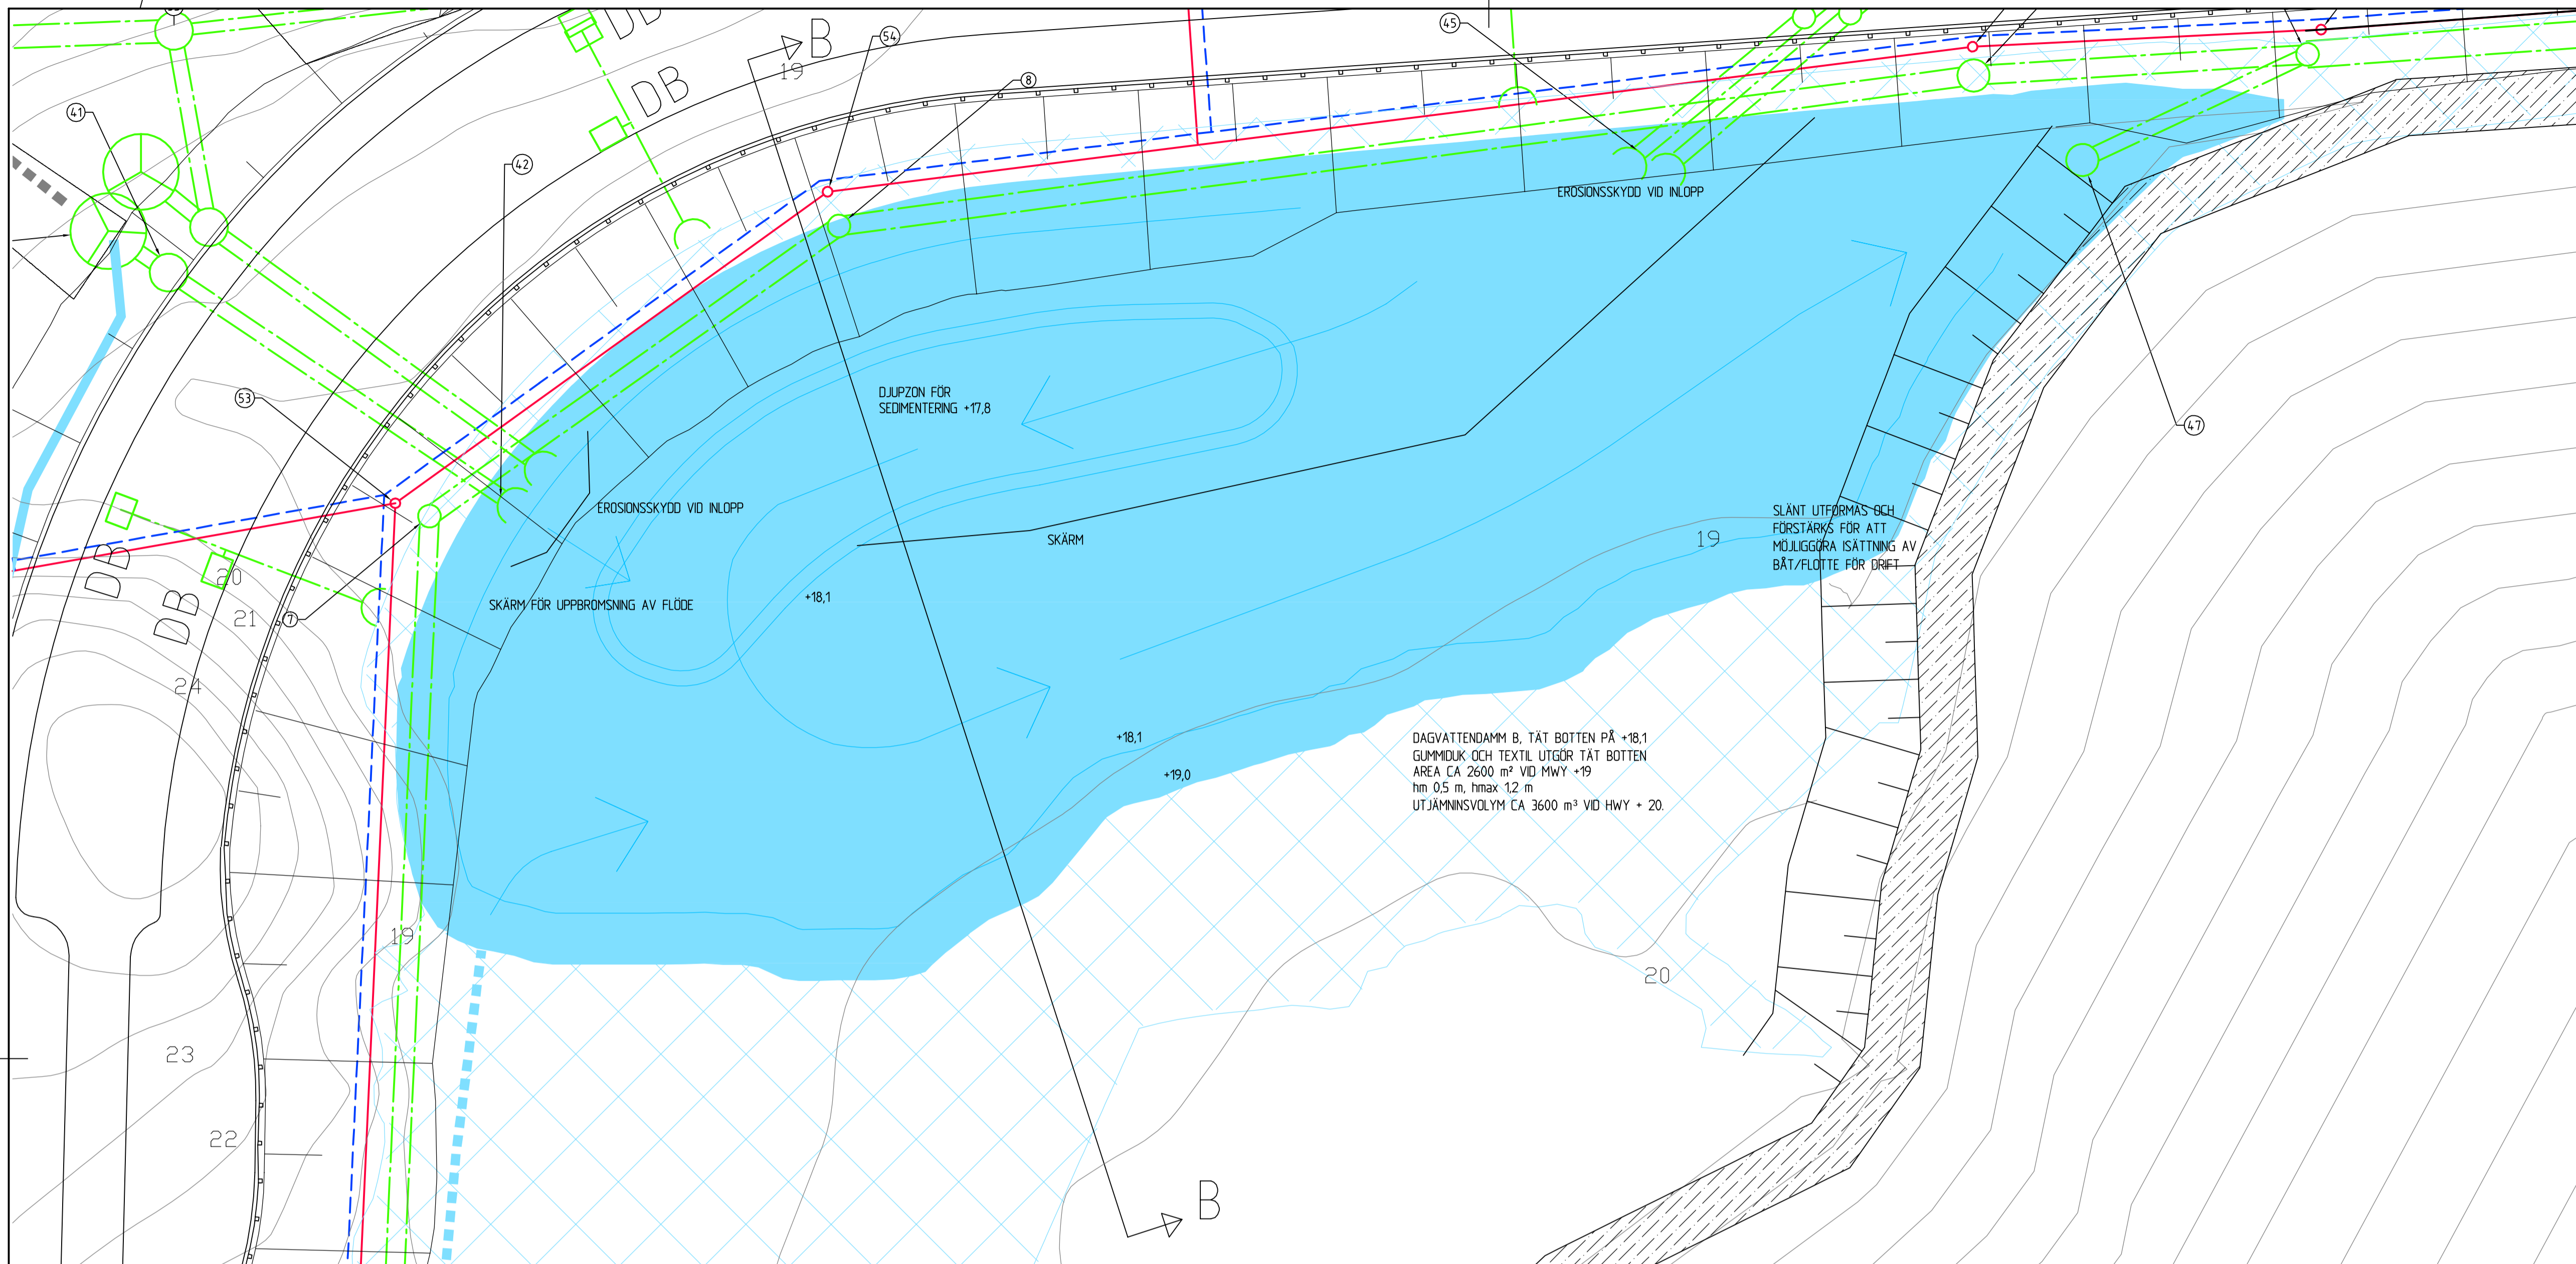 DB
B
54
45
19
8
DB
41
42
EROSIONSSKYDD VID INLOPP
53
DJUPZON FÖR
SEDIMENTERING +17,8
47
EROSIONSSKYDD VID INLOPP
SKÄRM
19
SLÄNT UTFORMAS OCH
FÖRSTÄRKS FÖR ATT
MÖJLIGGÖRA ISÄTTNING AV
BÅT/FLOTTE FÖR DRIFT
DB
20
DB
SKÄRM FÖR UPPBROMSNING AV FLÖDE
+18,1
7
21
24
+18,1
+19,0
DAGVATTENDAMM B, TÄT BOTTEN PÅ +18,1
GUMMIDUK OCH TEXTIL UTGÖR TÄT BOTTEN
AREA CA 2600 m² VID MWY +19
hm 0,5 m, hmax 1,2 m
UTJÄMNINSVOLYM CA 3600 m³ VID HWY + 20.
19
20
23
22
B